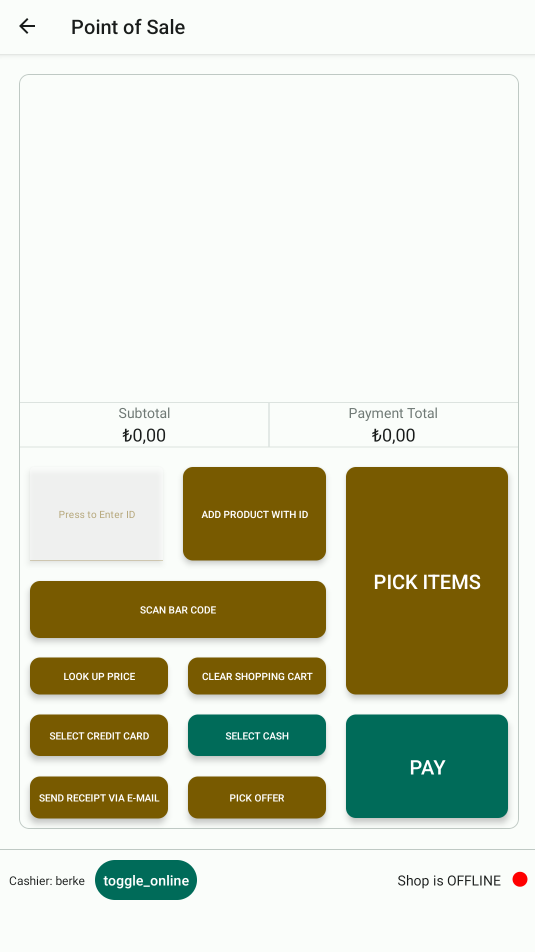 Point of Sale
Subtotal
Payment Total
₺0,00
₺0,00
Press to Enter ID
ADD PRODUCT WITH ID
PICK ITEMS
SCAN BAR CODE
LOOK UP PRICE
CLEAR SHOPPING CART
SELECT CREDIT CARD
SELECT CASH
PAY
SEND RECEIPT VIA E-MAIL
PICK OFFER
Cashier: berke
toggle_online
Shop is OFFLINE